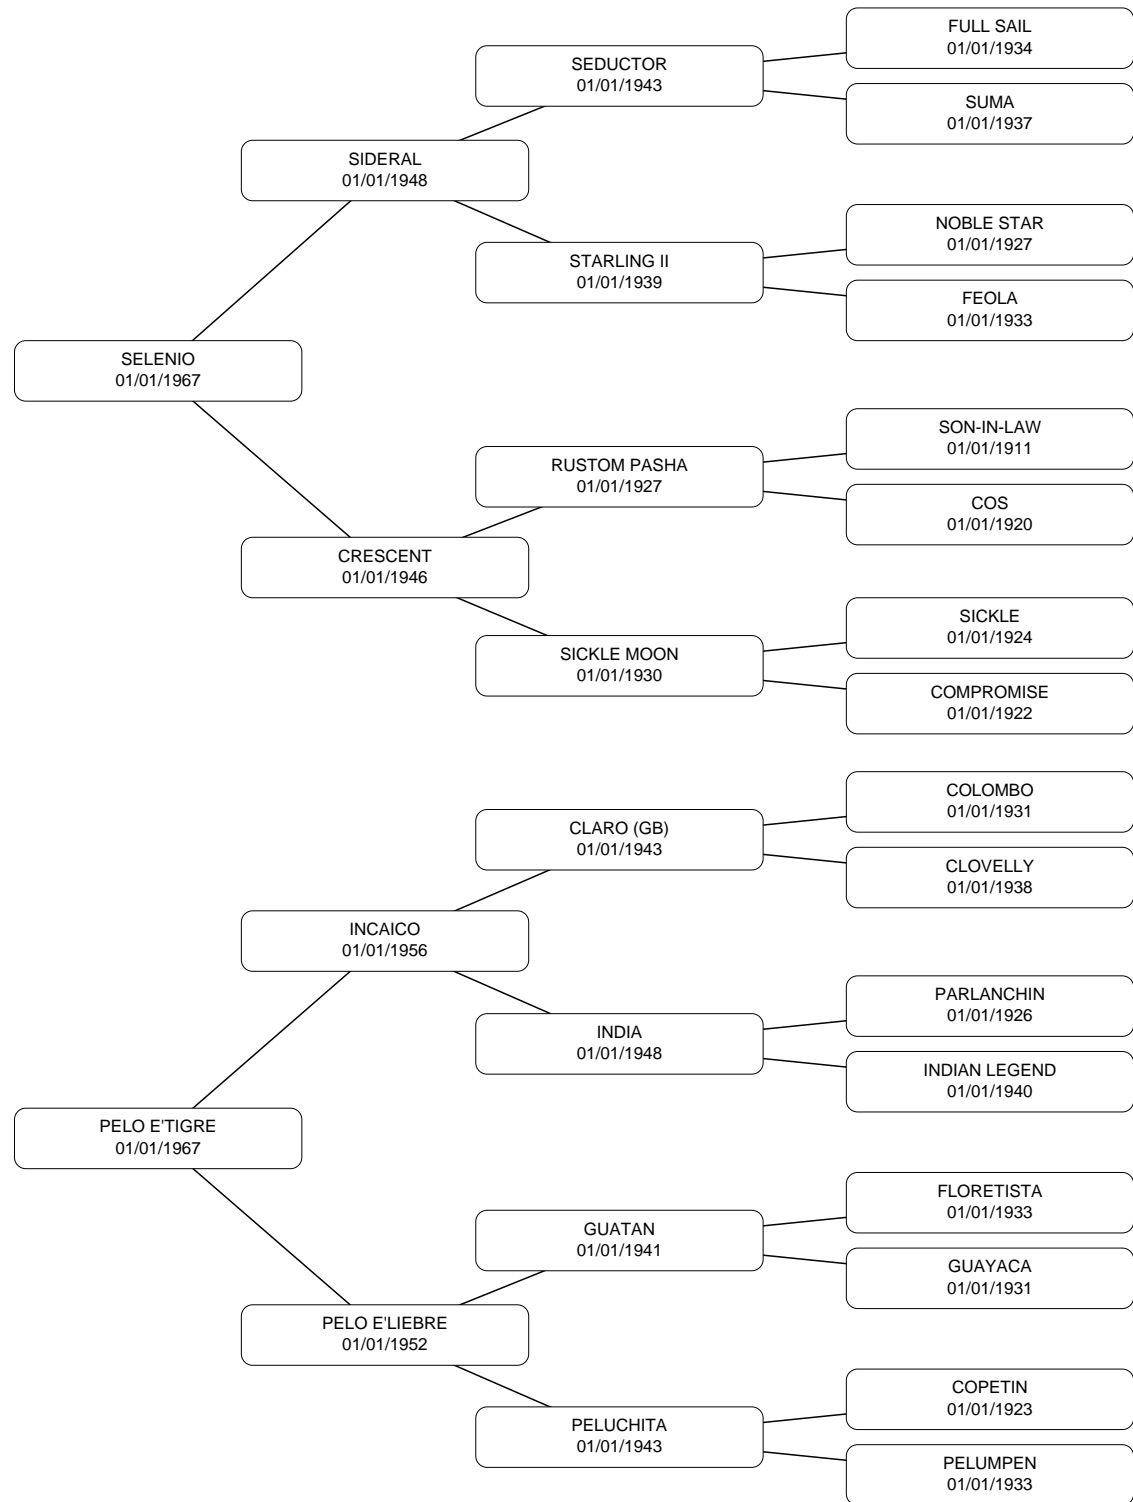 FULL SAIL
01/01/1934
SEDUCTOR
01/01/1943
SUMA
01/01/1937
SIDERAL
01/01/1948
NOBLE STAR
01/01/1927
STARLING II
01/01/1939
FEOLA
01/01/1933
SELENIO
01/01/1967
SON-IN-LAW
01/01/1911
RUSTOM PASHA
01/01/1927
COS
01/01/1920
CRESCENT
01/01/1946
SICKLE
01/01/1924
SICKLE MOON
01/01/1930
COMPROMISE
01/01/1922
COLOMBO
01/01/1931
CLARO (GB)
01/01/1943
CLOVELLY
01/01/1938
INCAICO
01/01/1956
PARLANCHIN
01/01/1926
INDIA
01/01/1948
INDIAN LEGEND
01/01/1940
PELO E'TIGRE
01/01/1967
FLORETISTA
01/01/1933
GUATAN
01/01/1941
GUAYACA
01/01/1931
PELO E'LIEBRE
01/01/1952
COPETIN
01/01/1923
PELUCHITA
01/01/1943
PELUMPEN
01/01/1933